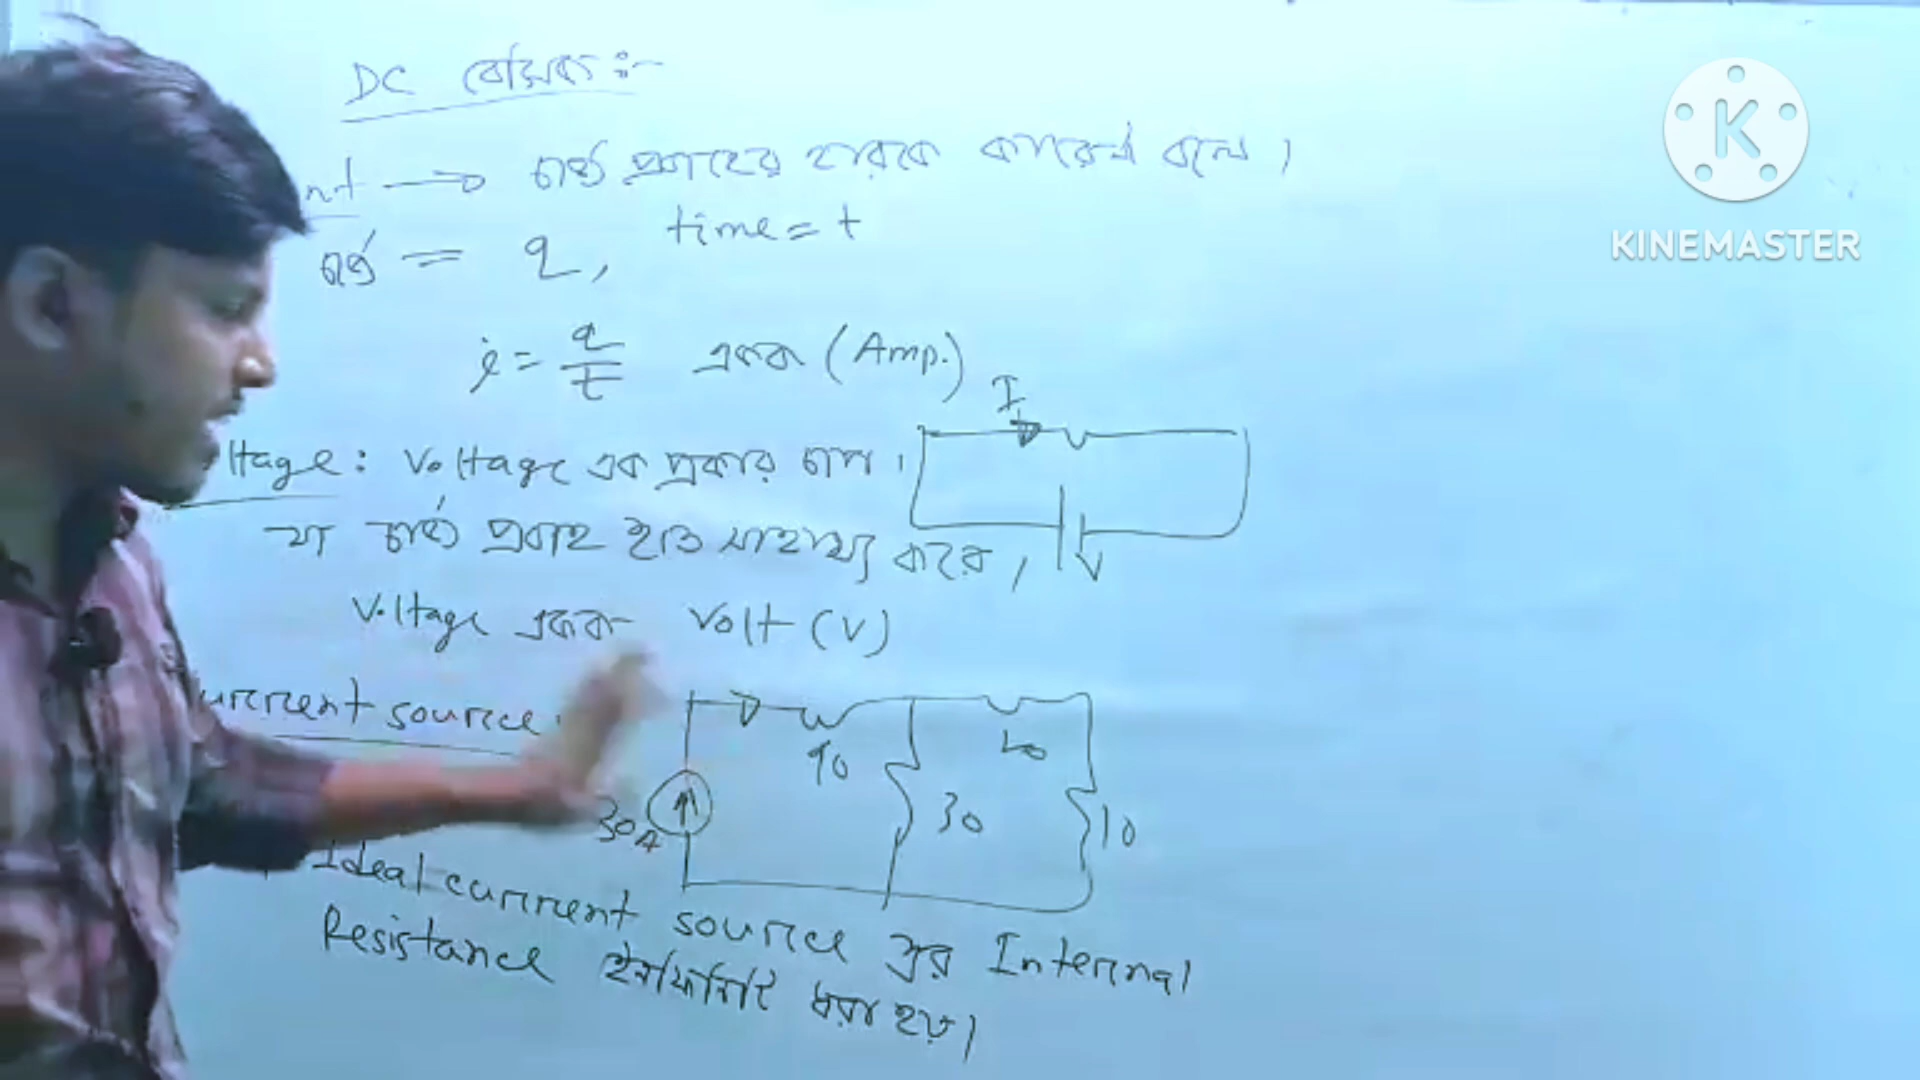 DC বেসিক :-
nt → চার্জ প্রবাহের হারকে কারেন্ট বলে।
চার্জ = q, time = t
i = q/t একক (Amp.)
I
ltage: Voltage এক প্রকার চাপ।
যা চার্জ প্রবাহ হতে সাহায্য করে,
V
Voltage একক Volt (V)
urrent source
30A
10
30
10
Ideal current source এর Internal
Resistance ইনফিনিটি ধরা হয়।
K
KINEMASTER